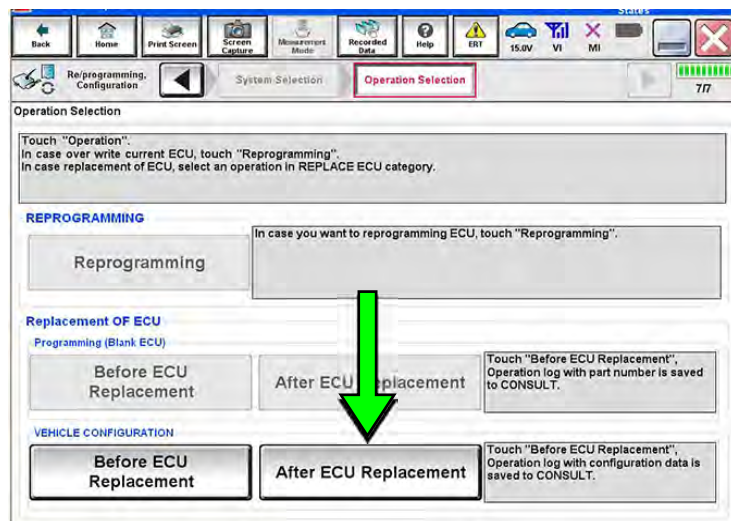 States
Back
Home
Print Screen
Screen
Capture
Measurement
Mode
Recorded
Data
Help
ERT
15.0V
VI
MI
Re/programming,
Configuration
System Selection
Operation Selection
7/7
Operation Selection
Touch "Operation".
In case over write current ECU, touch "Reprogramming".
In case replacement of ECU, select an operation in REPLACE ECU category.
REPROGRAMMING
Reprogramming
In case you want to reprogramming ECU, touch "Reprogramming".
Replacement OF ECU
Programming (Blank ECU)
Before ECU
Replacement
After ECU Replacement
Touch "Before ECU Replacement",
Operation log with part number is saved
to CONSULT.
VEHICLE CONFIGURATION
Before ECU
Replacement
After ECU Replacement
Touch "Before ECU Replacement",
Operation log with configuration data is
saved to CONSULT.